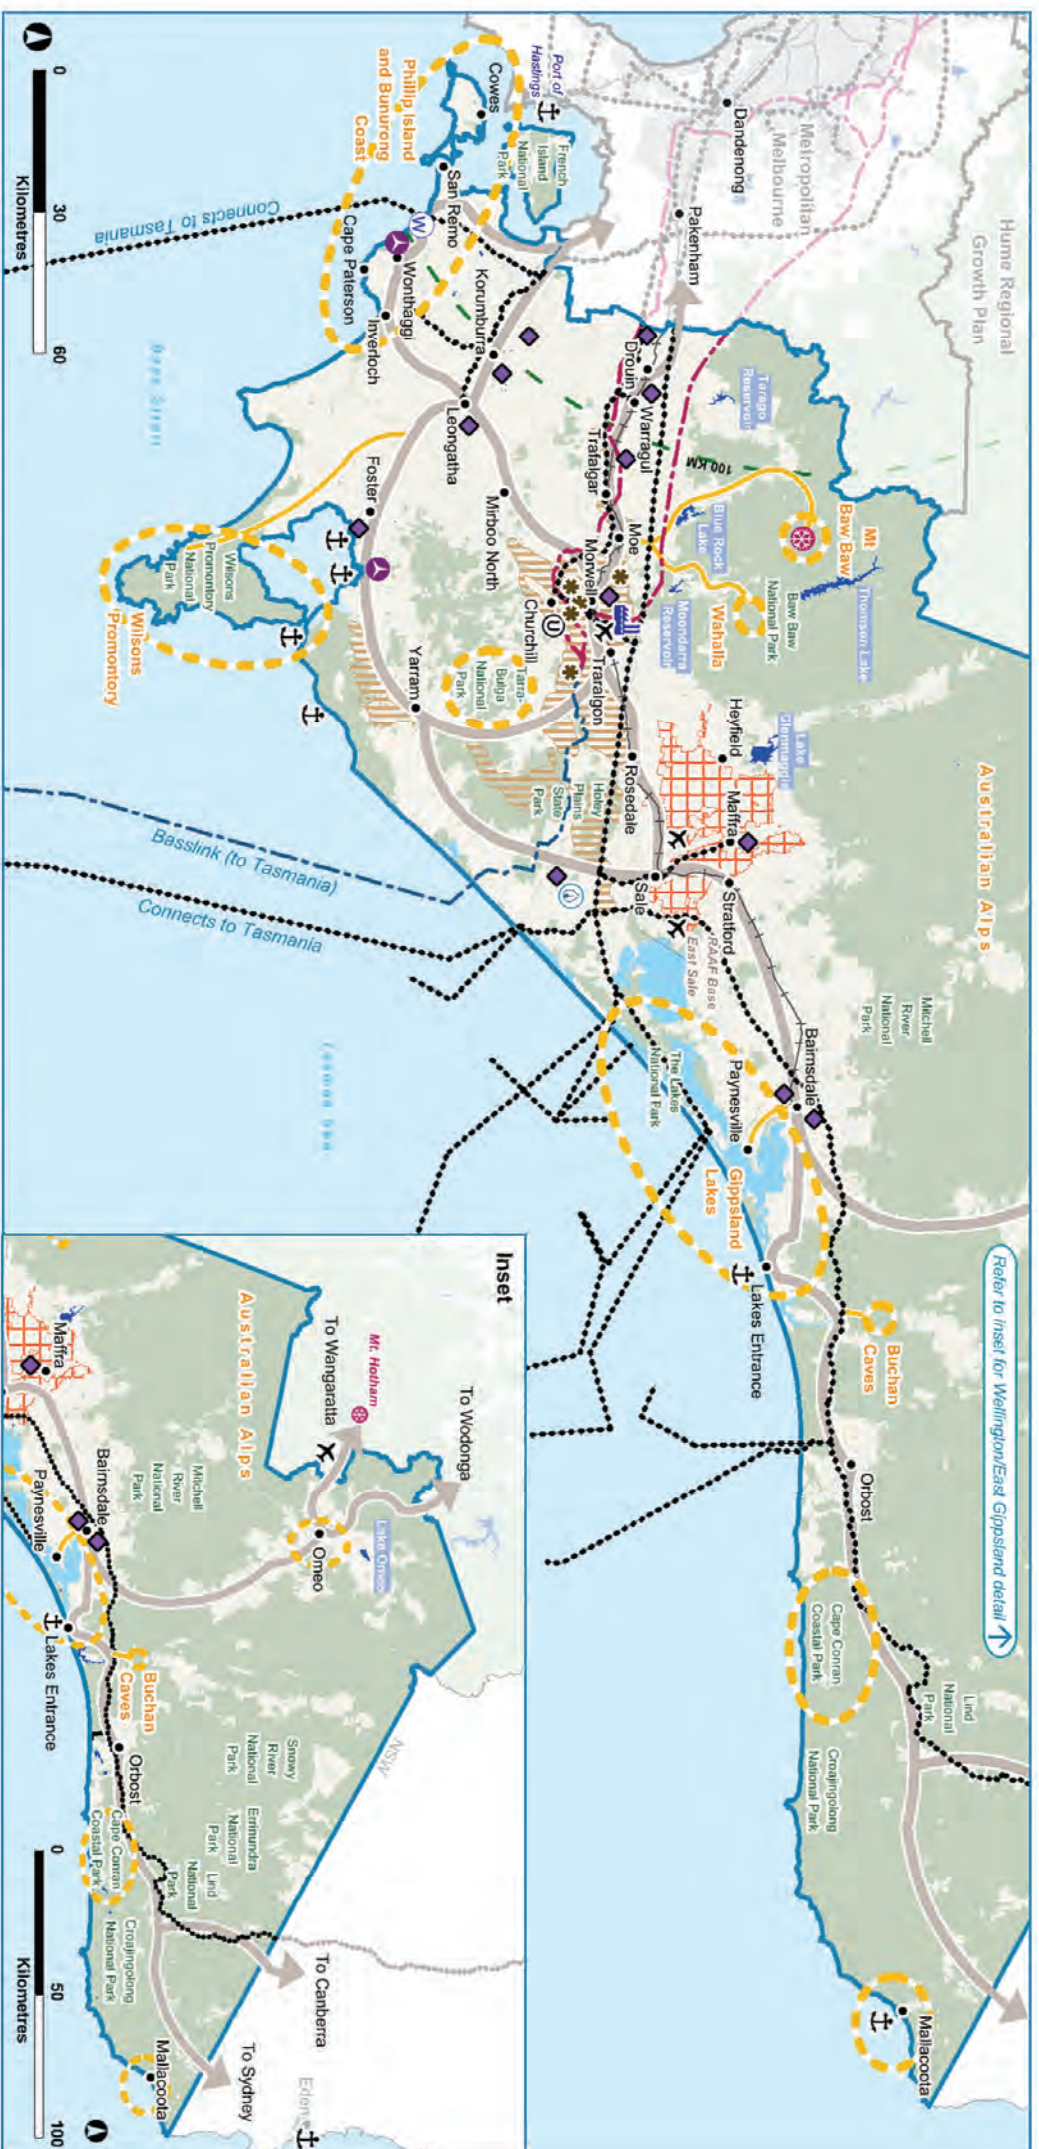 Hume Regional
Growth Plan
Metropolitan
Melbourne
Dandenong
Pakenham
Port of
Hastings
French
Island
National
Park
Cowes
Phillip Island
and Bunurong
Coast
San Remo
W
Wonthaggi
Cape Paterson
Inverloch
Korumburra
Leongatha
Connects to Tasmania
0
30
60
Kilometres
Bass Strait
Tarago
Reservoir
Drouin
Warragul
Trafalgar
100 KM
Moe
Morwell
Mirboo North
Churchill
U
Foster
Wilsons
Promontory
National
Park
Wilsons
Promontory
Mt
Baw Baw
Baw Baw
National Park
Thomson Lake
Blue Rock
Lake
Walhalla
Moondarra
Reservoir
Traralgon
Tarra-
Bulga
National
Park
Yarram
Australian Alps
Lake
Glenmaggie
Heyfield
Maffra
Stratford
Rosedale
Holey
Plains
State
Park
Sale
RAAF Base
East Sale
Basslink (to Tasmania)
Connects to Tasmania
Tasman Sea
Mitchell
River
National
Park
Bairnsdale
Paynesville
The Lakes
National Park
Gippsland
Lakes
Lakes Entrance
Refer to inset for Wellington/East Gippsland detail
Buchan
Caves
Orbost
Cape Conran
Coastal Park
Lind
National
Park
Croajingolong
National Park
Mallacoota
Inset
To Wodonga
To Wangaratta
Mt. Hotham
Australian Alps
Lake Omeo
Omeo
Maffra
Mitchell
River
National
Park
Bairnsdale
Paynesville
Lakes Entrance
Buchan
Caves
Orbost
NSW
Snowy
River
National
Park
Errinundra
National
Park
Lind
National
Park
Cape Conran
Coastal Park
Croajingolong
National Park
To Canberra
To Sydney
Eden
Mallacoota
0
50
100
Kilometres